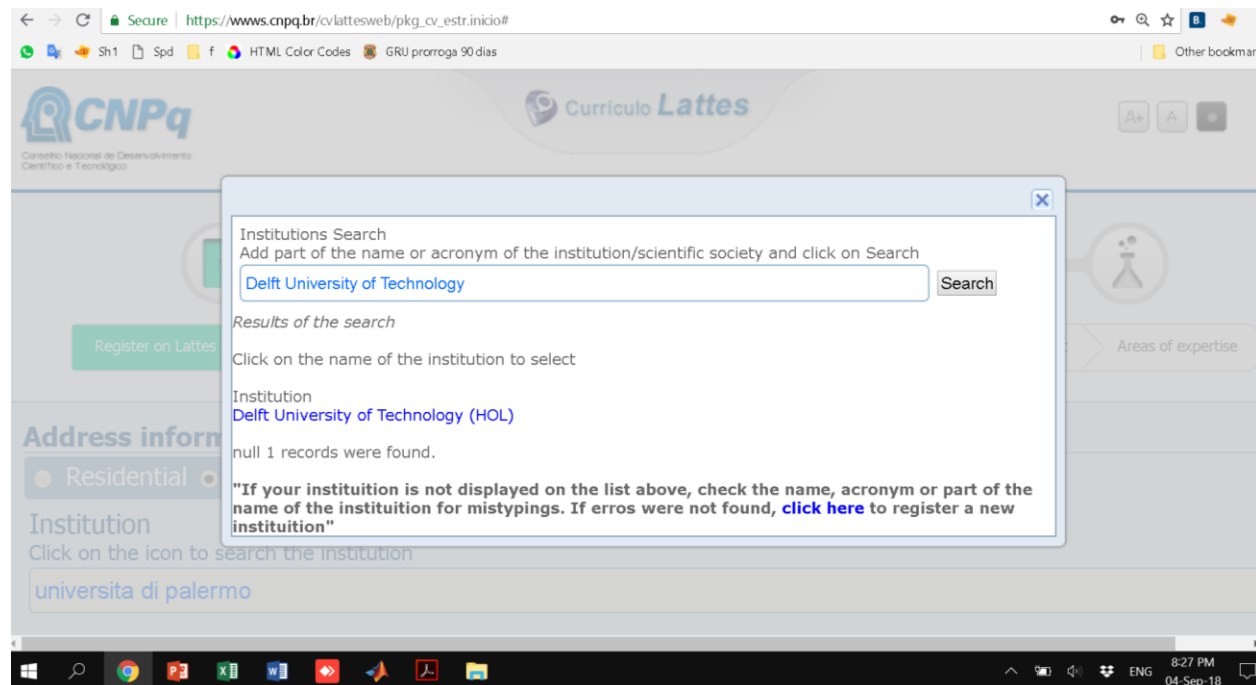 Secure https://wwws.cnpq.br/cvlattesweb/pkg_cv_estr.inicio#
Sh1 Spd f HTML Color Codes GRU prorroga 90 dias Other bookmar
CNPq
Conselho Nacional de Desenvolvimento
Científico e Tecnológico
Currículo Lattes
A+ A
Institutions Search
Add part of the name or acronym of the institution/scientific society and click on Search
Delft University of Technology Search
Results of the search
Register on Lattes
Areas of expertise
Click on the name of the institution to select
Institution
Delft University of Technology (HOL)
null 1 records were found.
"If your instituition is not displayed on the list above, check the name, acronym or part of the
name of the instituition for mistypings. If erros were not found, click here to register a new
instituition"
Address inform
Residential
Institution
Click on the icon to search the institution
universita di palermo
ENG 8:27 PM
04-Sep-18